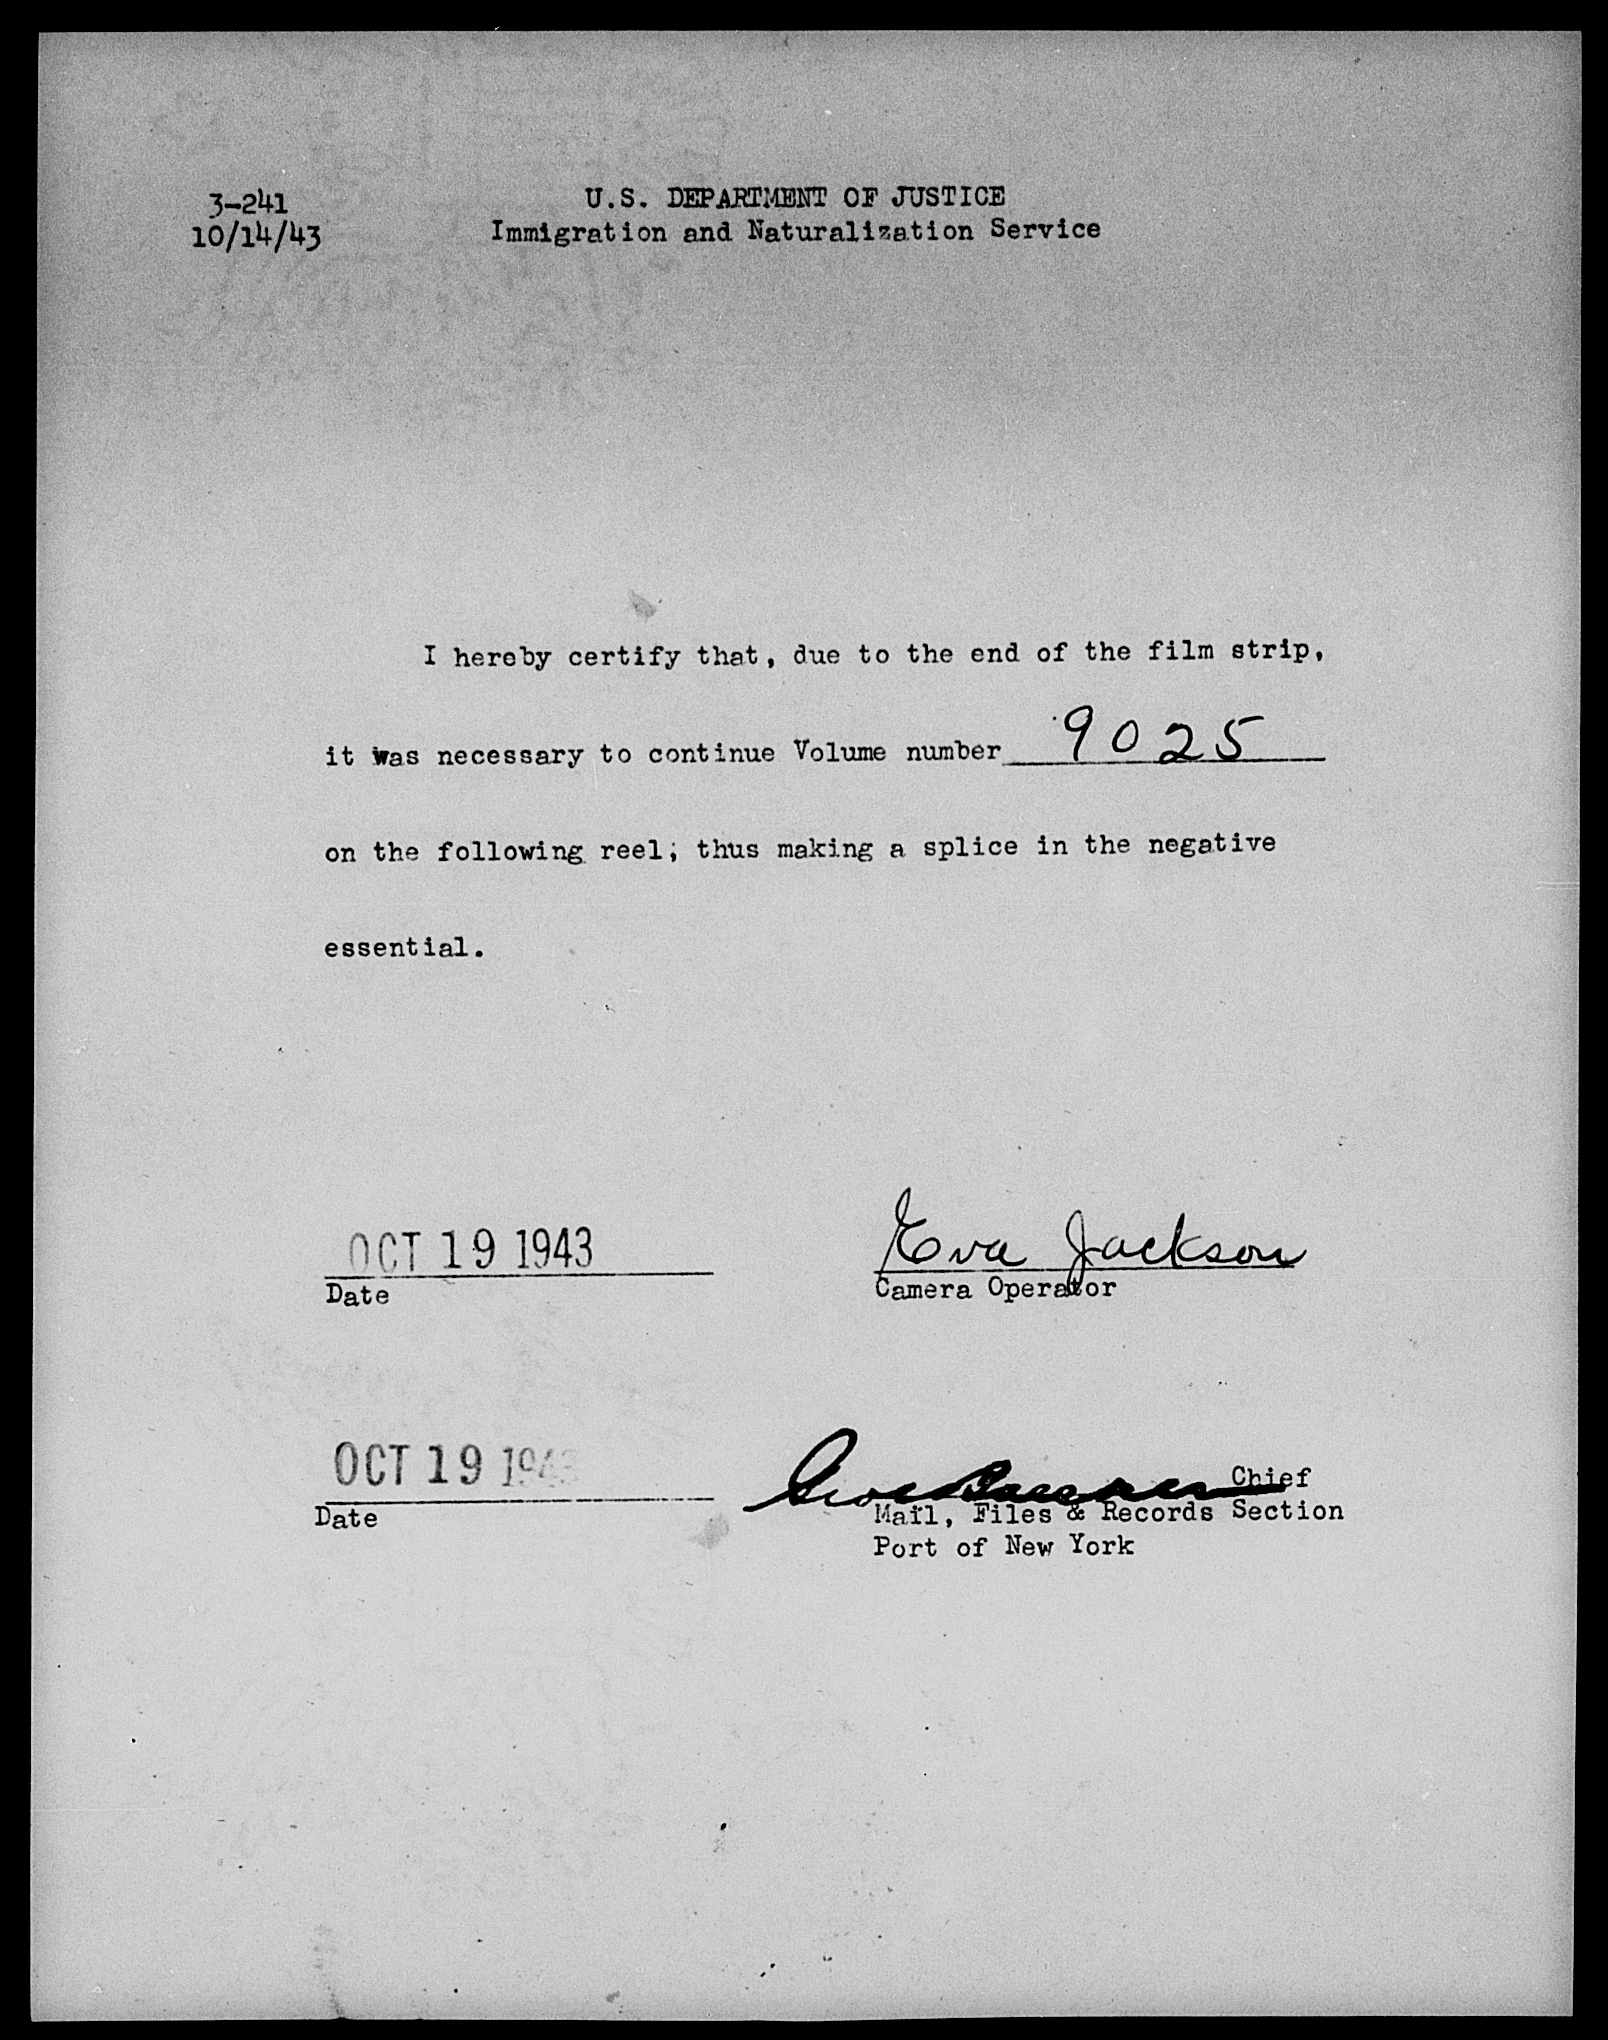 3-241
10/14/43
U.S. DEPARTMENT OF JUSTICE
Immigration and Naturalization Service
I hereby certify that, due to the end of the film strip,
it was necessary to continue Volume number 9025
on the following reel; thus making a splice in the negative
essential.
OCT 19 1943
Date
Eva Jackson
Camera Operator
OCT 19 1943
Date
Chief
Mail, Files & Records Section
Port of New York